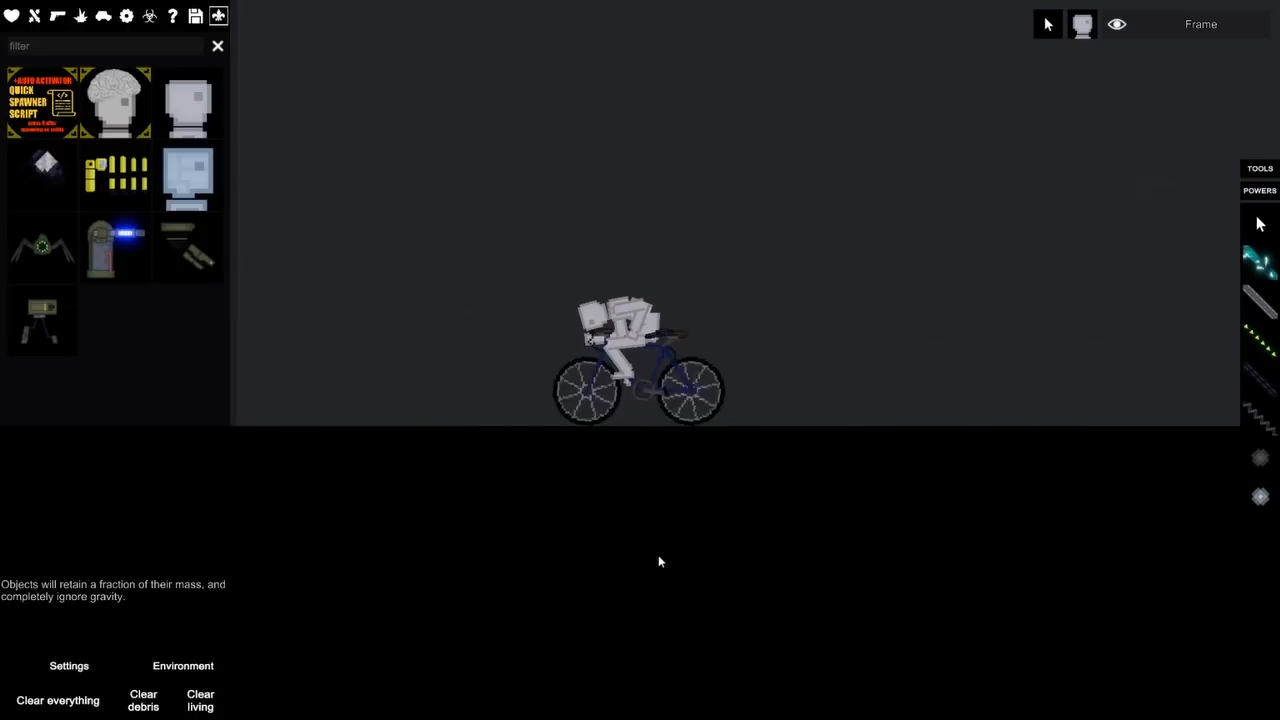 filter
Frame
+AUTO ACTIVATOR
QUICK
SPAWNER
SCRIPT
TOOLS
POWERS
Objects will retain a fraction of their mass, and
completely ignore gravity.
Settings
Environment
Clear everything
Clear
debris
Clear
living